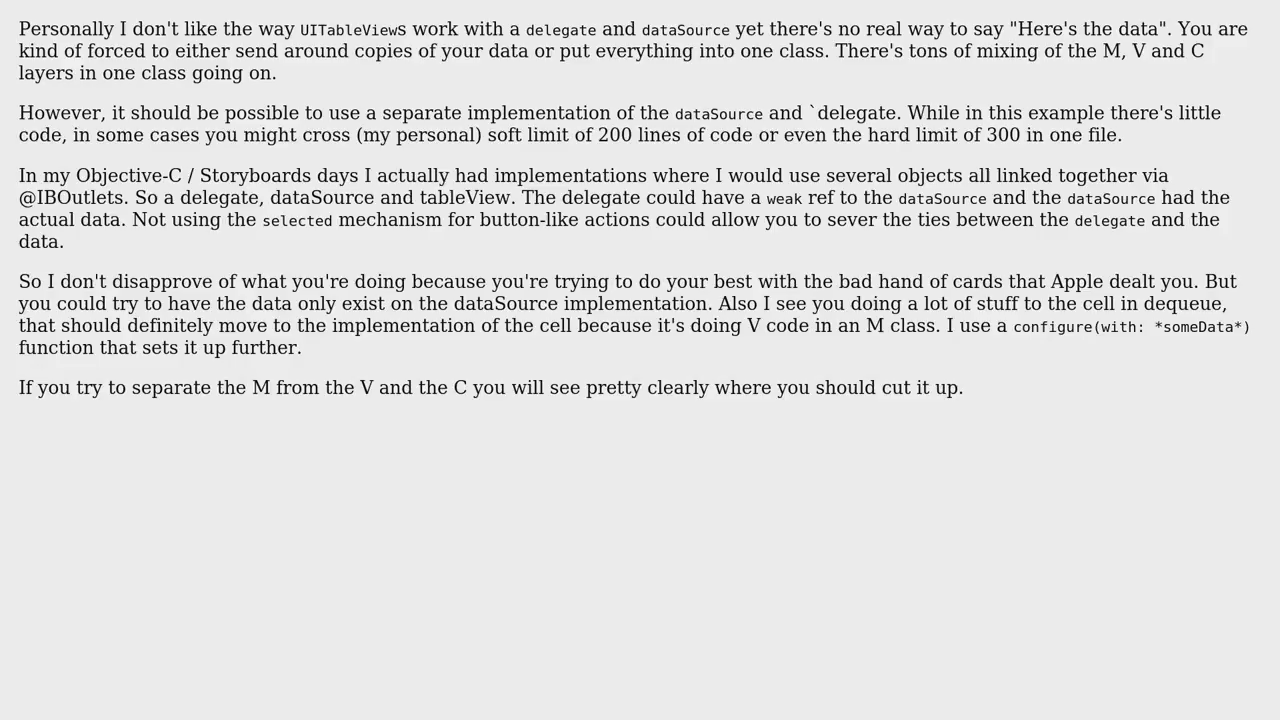 Personally I don't like the way UITableViews work with a delegate and dataSource yet there's no real way to say "Here's the data". You are
kind of forced to either send around copies of your data or put everything into one class. There's tons of mixing of the M, V and C
layers in one class going on.
However, it should be possible to use a separate implementation of the dataSource and `delegate. While in this example there's little
code, in some cases you might cross (my personal) soft limit of 200 lines of code or even the hard limit of 300 in one file.
In my Objective-C / Storyboards days I actually had implementations where I would use several objects all linked together via
@IBOutlets. So a delegate, dataSource and tableView. The delegate could have a weak ref to the dataSource and the dataSource had the
actual data. Not using the selected mechanism for button-like actions could allow you to sever the ties between the delegate and the
data.
So I don't disapprove of what you're doing because you're trying to do your best with the bad hand of cards that Apple dealt you. But
you could try to have the data only exist on the dataSource implementation. Also I see you doing a lot of stuff to the cell in dequeue,
that should definitely move to the implementation of the cell because it's doing V code in an M class. I use a configure(with: *someData*)
function that sets it up further.
If you try to separate the M from the V and the C you will see pretty clearly where you should cut it up.